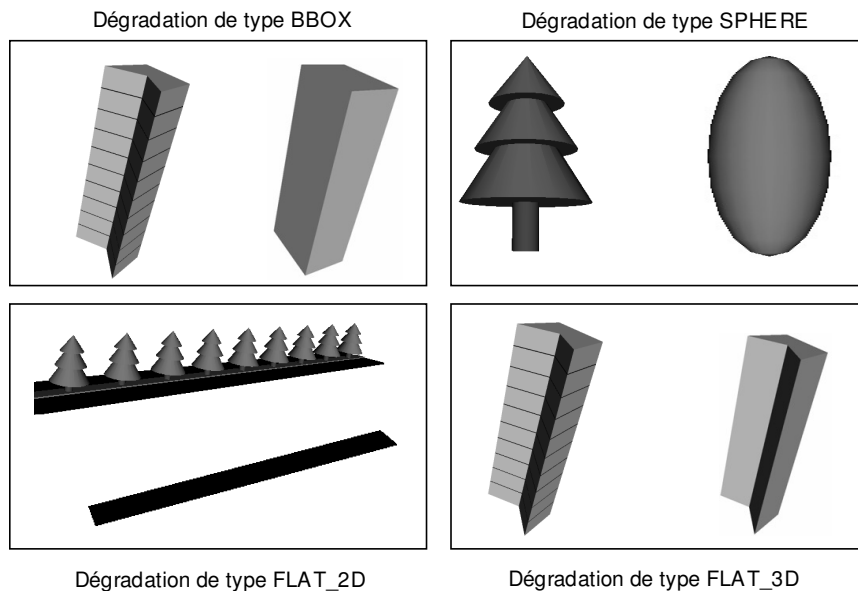 Dégradation de type BBOX
Dégradation de type SPHERE
Dégradation de type FLAT_2D
Dégradation de type FLAT_3D